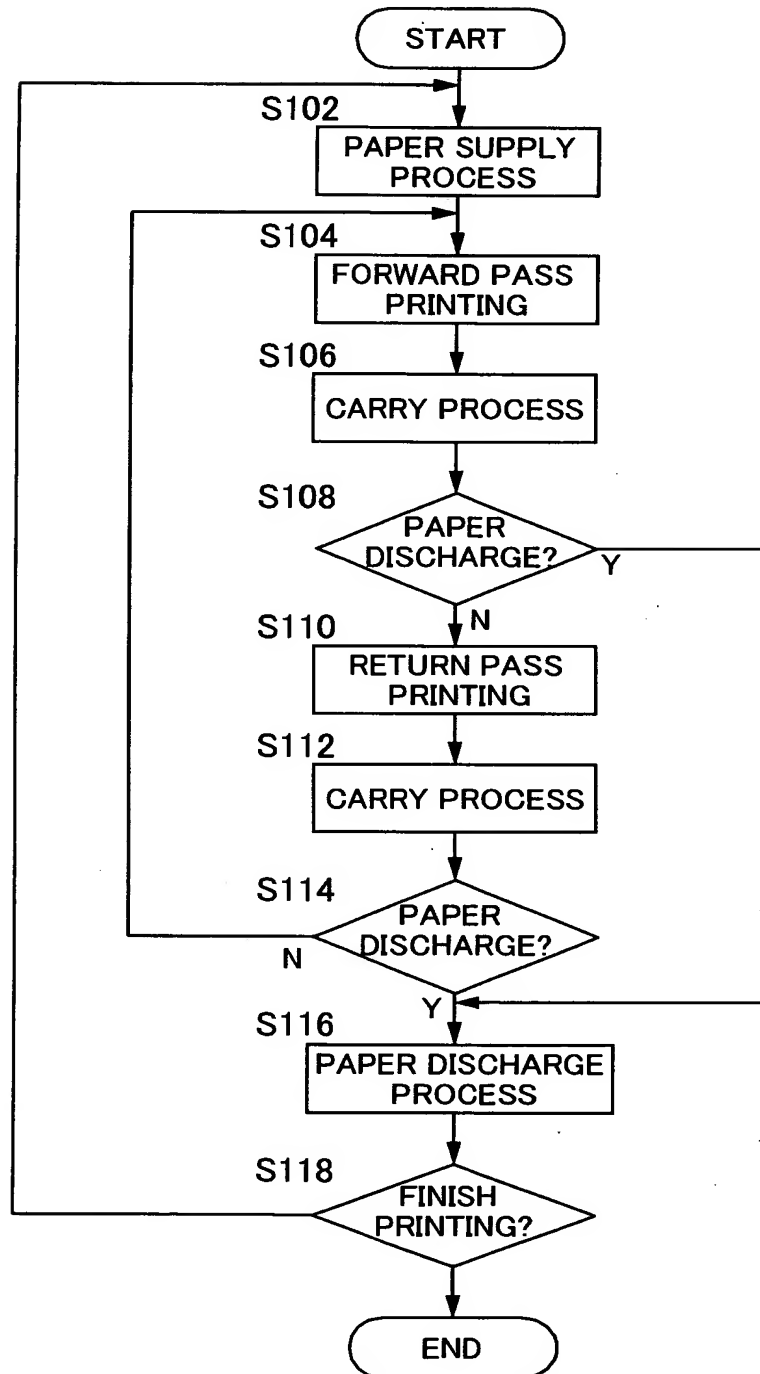 START
S102
PAPER SUPPLY
PROCESS
S104
FORWARD PASS
PRINTING
S106
CARRY PROCESS
S108
PAPER
DISCHARGE?
Y
N
S110
RETURN PASS
PRINTING
S112
CARRY PROCESS
S114
PAPER
DISCHARGE?
N
Y
S116
PAPER DISCHARGE
PROCESS
S118
FINISH
PRINTING?
END